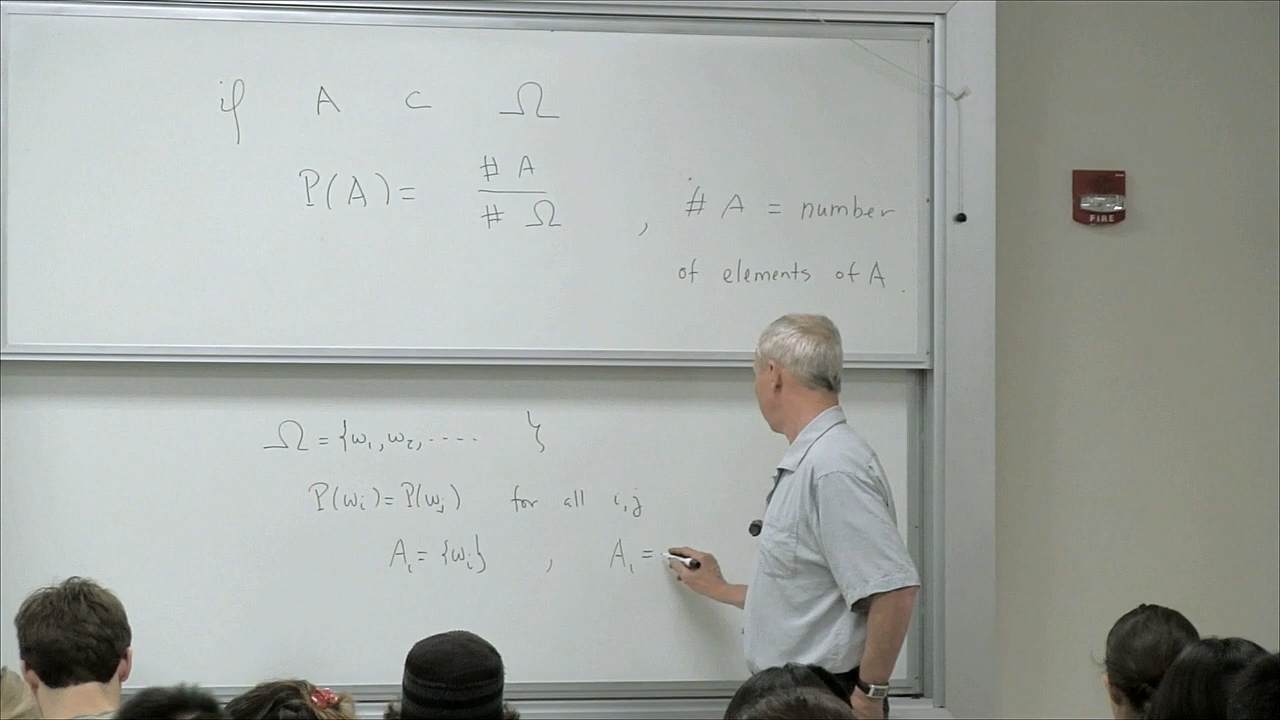 if A ⊂ Ω
P(A) = # A / # Ω , # A = number
of elements of A.
Ω = {ω₁, ω₂, .... }
P(ωᵢ) = P(ωⱼ) for all i,j
Aᵢ = {ωᵢ} , A₁ =
FIRE